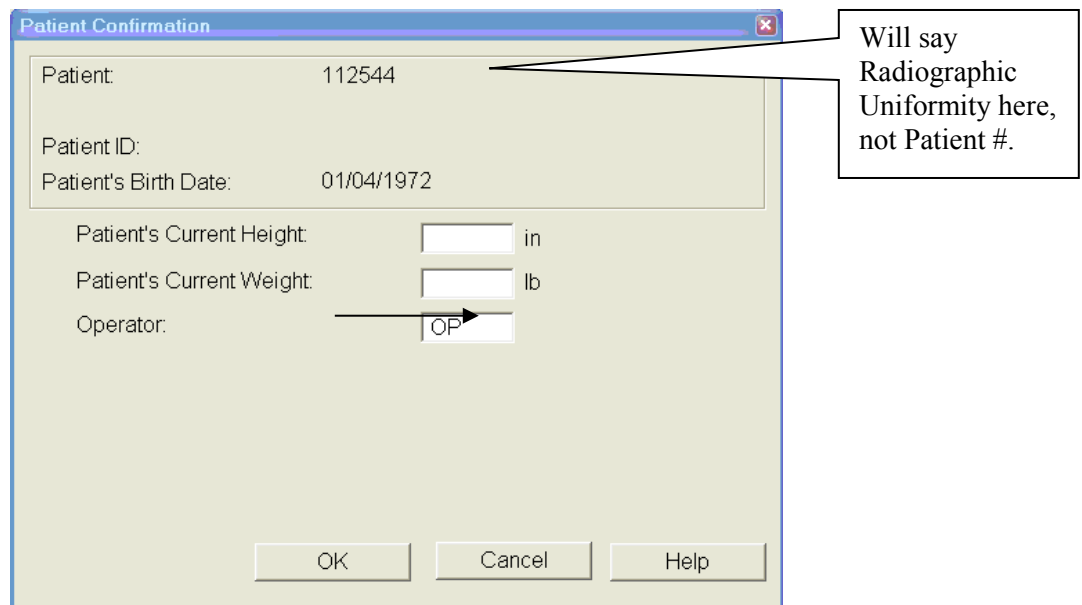 Patient Confirmation
Patient: 112544
Patient ID:
Patient's Birth Date: 01/04/1972
Patient's Current Height: in
Patient's Current Weight: lb
Operator: OP
OK Cancel Help
Will say
Radiographic
Uniformity here,
not Patient #.